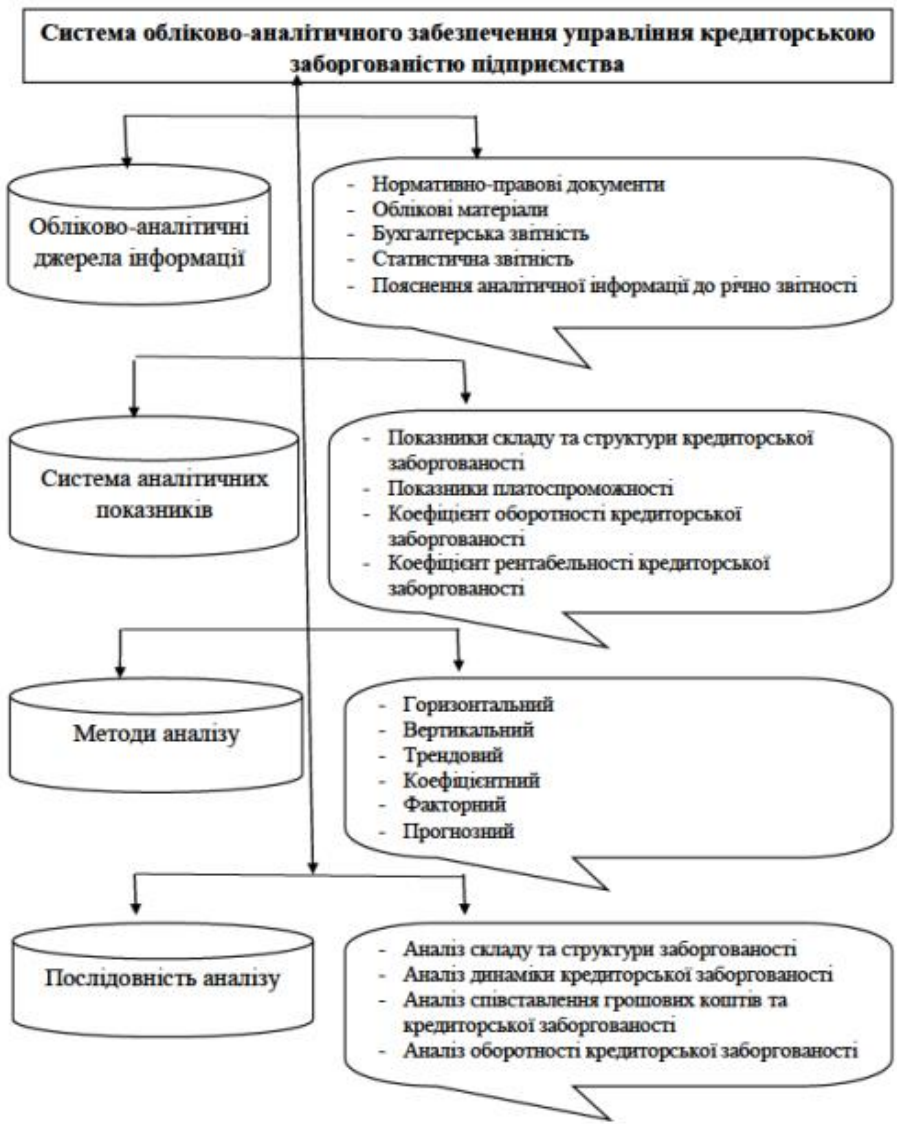 Система обліково-аналітичного забезпечення управління кредиторською
заборгованістю підприємства
Обліково-аналітичні
джерела інформації
- Нормативно-правові документи
- Облікові матеріали
- Бухгалтерська звітність
- Статистична звітність
- Пояснення аналітичної інформації до річно звітності
Система аналітичних
показників
- Показники складу та структури кредиторської
заборгованості
- Показники платоспроможності
- Коефіцієнт оборотності кредиторської
заборгованості
- Коефіцієнт рентабельності кредиторської
заборгованості
Методи аналізу
- Горизонтальний
- Вертикальний
- Трендовий
- Коефіцієнтний
- Факторний
- Прогнозний
Послідовність аналізу
- Аналіз складу та структури заборгованості
- Аналіз динаміки кредиторської заборгованості
- Аналіз співставлення грошових коштів та
кредиторської заборгованості
- Аналіз оборотності кредиторської заборгованості